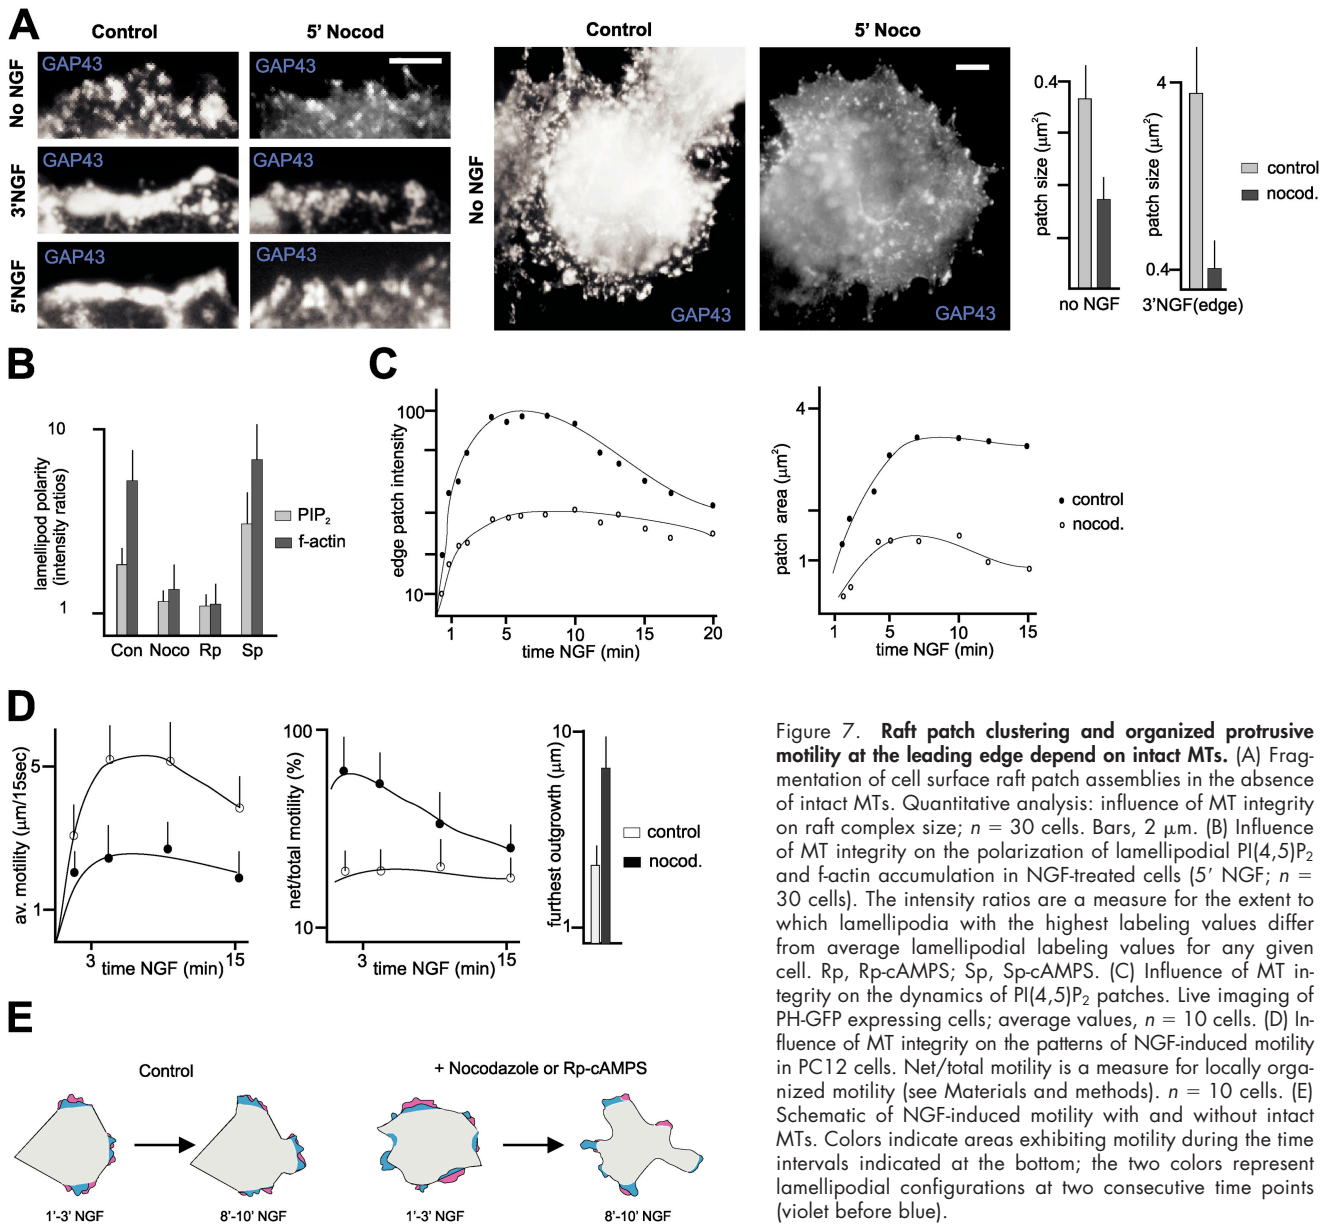 A
Control
5’ Nocod
Control
5’ Noco
No NGF
GAP43
GAP43
3’NGF
GAP43
GAP43
5’NGF
GAP43
GAP43
No NGF
GAP43
GAP43
0.4
patch size (μm²)
no NGF
4
0.4
patch size (μm²)
3’NGF(edge)
control
nocod.
B
10
1
lamellipod polarity
(intensity ratios)
Con Noco Rp Sp
PIP₂
f-actin
C
100
10
edge patch intensity
1 5 10 15 20
time NGF (min)
4
1
patch area (μm²)
1 5 10 15
time NGF (min)
control
nocod.
D
5
1
av. motility (μm/15sec)
3 time NGF (min) 15
100
10
net/total motility (%)
3 time NGF (min) 15
10
1
furthest outgrowth (μm)
control
nocod.
E
Control
+ Nocodazole or Rp-cAMPS
1’-3’ NGF
8’-10’ NGF
1’-3’ NGF
8’-10’ NGF
Figure 7. Raft patch clustering and organized protrusive
motility at the leading edge depend on intact MTs. (A) Frag-
mentation of cell surface raft patch assemblies in the absence
of intact MTs. Quantitative analysis: influence of MT integrity
on raft complex size; n = 30 cells. Bars, 2 μm. (B) Influence
of MT integrity on the polarization of lamellipodial PI(4,5)P₂
and f-actin accumulation in NGF-treated cells (5′ NGF; n =
30 cells). The intensity ratios are a measure for the extent to
which lamellipodia with the highest labeling values differ
from average lamellipodial labeling values for any given
cell. Rp, Rp-cAMPS; Sp, Sp-cAMPS. (C) Influence of MT in-
tegrity on the dynamics of PI(4,5)P₂ patches. Live imaging of
PH-GFP expressing cells; average values, n = 10 cells. (D) In-
fluence of MT integrity on the patterns of NGF-induced motility
in PC12 cells. Net/total motility is a measure for locally orga-
nized motility (see Materials and methods). n = 10 cells. (E)
Schematic of NGF-induced motility with and without intact
MTs. Colors indicate areas exhibiting motility during the time
intervals indicated at the bottom; the two colors represent
lamellipodial configurations at two consecutive time points
(violet before blue).